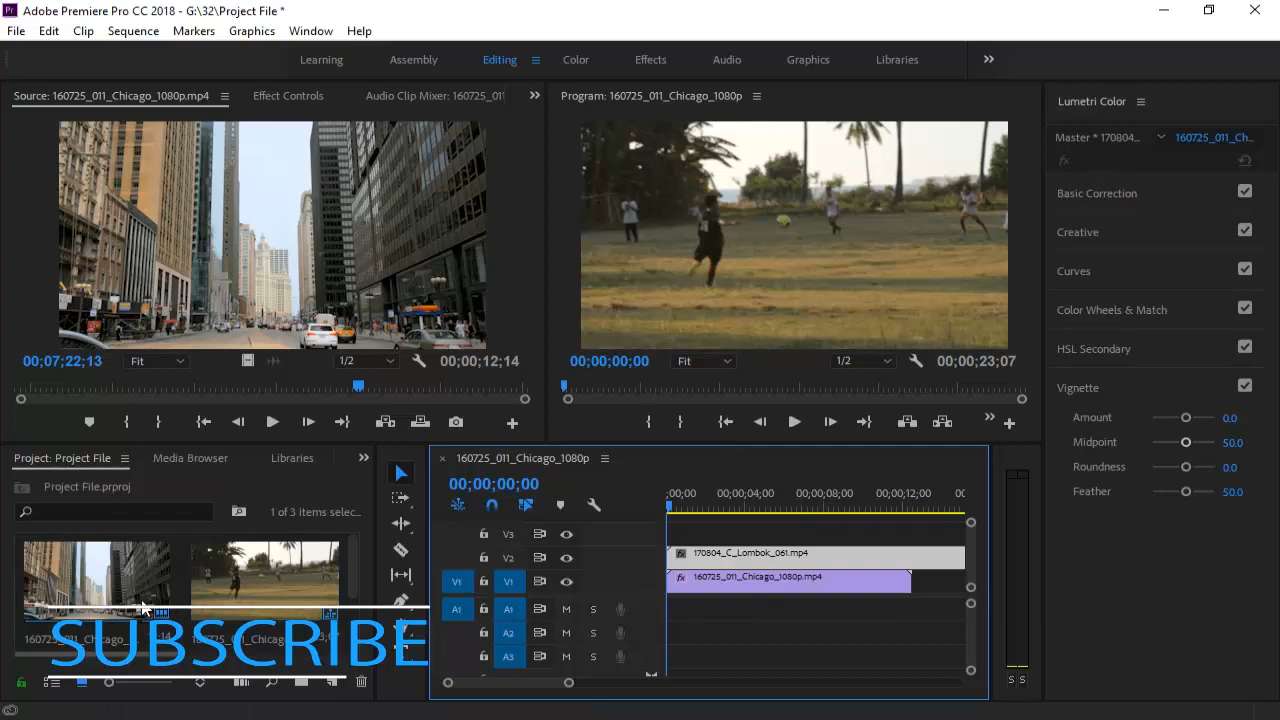 Adobe Premiere Pro CC 2018 - G:\32\Project File *
File Edit Clip Sequence Markers Graphics Window Help
Learning Assembly Editing Color Effects Audio Graphics Libraries
Source: 160725_011_Chicago_1080p.mp4 Effect Controls Audio Clip Mixer: 160725_01
Program: 160725_011_Chicago_1080p
Lumetri Color
Master * 170804... 160725_011_Ch...
fx
Basic Correction
Creative
Curves
Color Wheels & Match
HSL Secondary
Vignette
Amount 0.0
Midpoint 50.0
Roundness 0.0
Feather 50.0
00;07;22;13 Fit 1/2 00;00;12;14
00;00;00;00 Fit 1/2 00;00;23;07
Project: Project File Media Browser Libraries
Project File.prproj
1 of 3 items selec...
160725_011_Chicago_...
SUBSCRIBE
160725_011_Chicago_1080p
00;00;00;00
;00;00 00;00;04;00 00;00;08;00 00;00;12;00 00
V3
V2 fx 170804_C_Lombok_061.mp4
V1 V1 fx 160725_011_Chicago_1080p.mp4
A1 A1 M S
A2 M S
A3 M S
S S